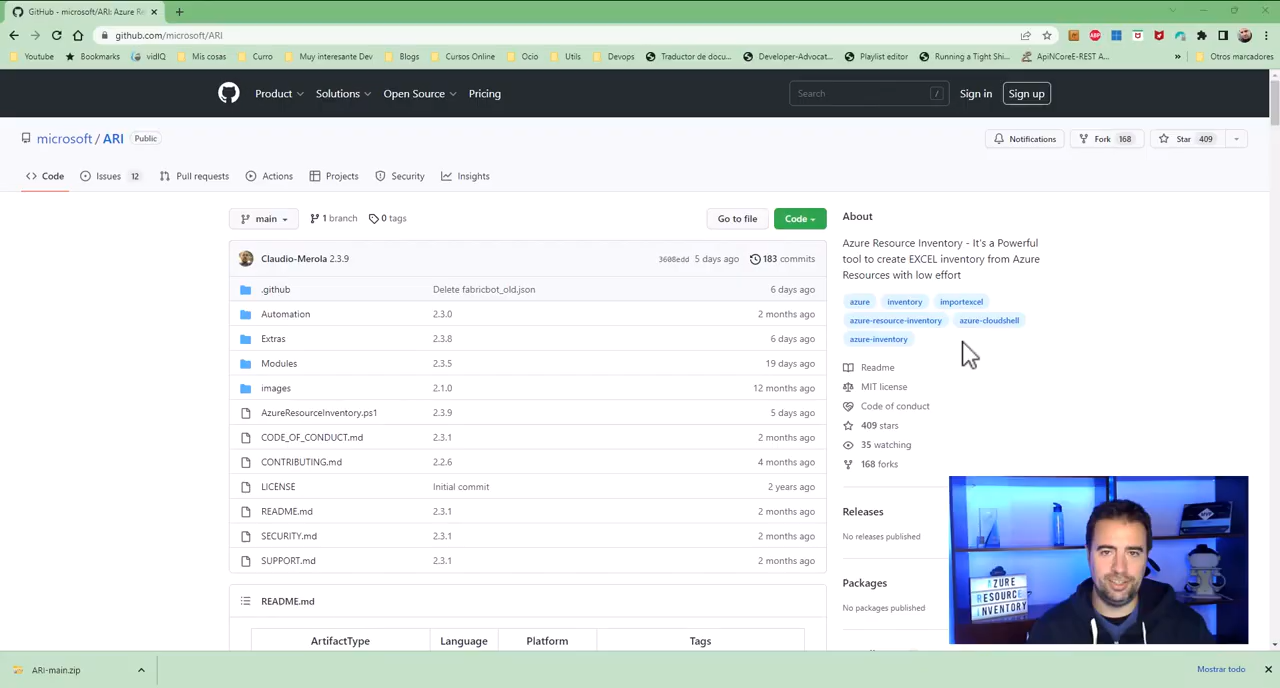 GitHub - microsoft/ARI: Azure Re
github.com/microsoft/ARI
Youtube
Bookmarks
vidIQ
Mis cosas
Curro
Muy interesante Dev
Blogs
Cursos Online
Ocio
Utils
Devops
Traductor de docu...
Developer-Advocat...
Playlist editor
Running a Tight Shi...
ApiNCorE-REST A...
»
Otros marcadores
Product
Solutions
Open Source
Pricing
Search
/
Sign in
Sign up
microsoft / ARI
Public
Notifications
Fork 168
Star 409
<> Code
Issues 12
Pull requests
Actions
Projects
Security
Insights
main
1 branch
0 tags
Go to file
Code
Claudio-Merola 2.3.9
3608edd 5 days ago
183 commits
.github
Delete fabricbot_old.json
6 days ago
Automation
2.3.0
2 months ago
Extras
2.3.8
6 days ago
Modules
2.3.5
19 days ago
images
2.1.0
12 months ago
AzureResourceInventory.ps1
2.3.9
5 days ago
CODE_OF_CONDUCT.md
2.3.1
2 months ago
CONTRIBUTING.md
2.2.6
4 months ago
LICENSE
Initial commit
2 years ago
README.md
2.3.1
2 months ago
SECURITY.md
2.3.1
2 months ago
SUPPORT.md
2.3.1
2 months ago
README.md
ArtifactType
Language
Platform
Tags
About
Azure Resource Inventory - It's a Powerful
tool to create EXCEL inventory from Azure
Resources with low effort
azure
inventory
importexcel
azure-resource-inventory
azure-cloudshell
azure-inventory
Readme
MIT license
Code of conduct
409 stars
35 watching
168 forks
Releases
No releases published
Packages
No packages published
AZURE
RESOURCE
INVENTORY
ARI-main.zip
Mostrar todo